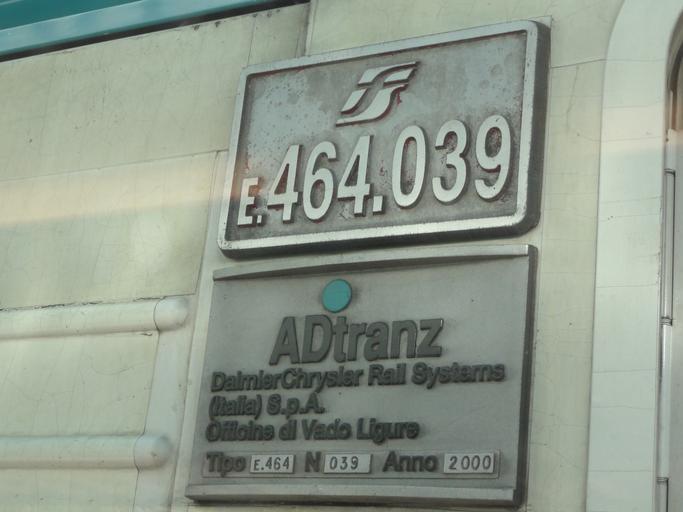 E.464.039
ADtranz
DaimlerChrysler Rail Systems
(Italia) S.p.A.
Officine di Vado Ligure
Tipo E.464 N 039 Anno 2000